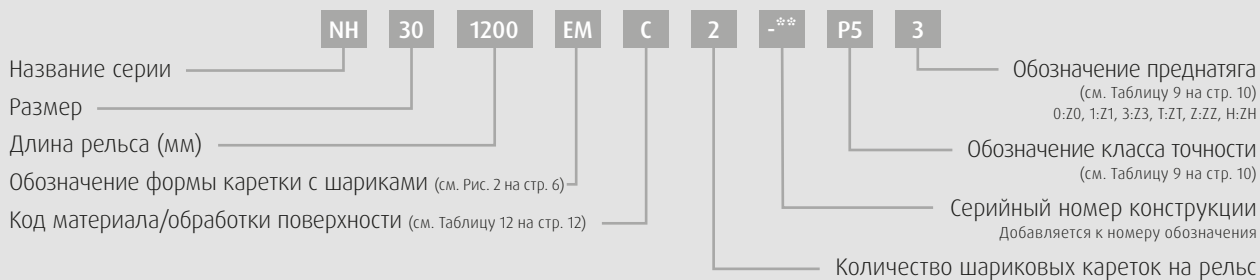 NH 30 1200 EM C 2 -** P5 3
Название серии
Размер
Длина рельса (мм)
Обозначение формы каретки с шариками (см. Рис. 2 на стр. 6)
Код материала/обработки поверхности (см. Таблицу 12 на стр. 12)
Обозначение преднатяга
(см. Таблицу 9 на стр. 10)
0:Z0, 1:Z1, 3:Z3, T:ZT, Z:ZZ, H:ZH
Обозначение класса точности
(см. Таблицу 9 на стр. 10)
Серийный номер конструкции
Добавляется к номеру обозначения
Количество шариковых кареток на рельс